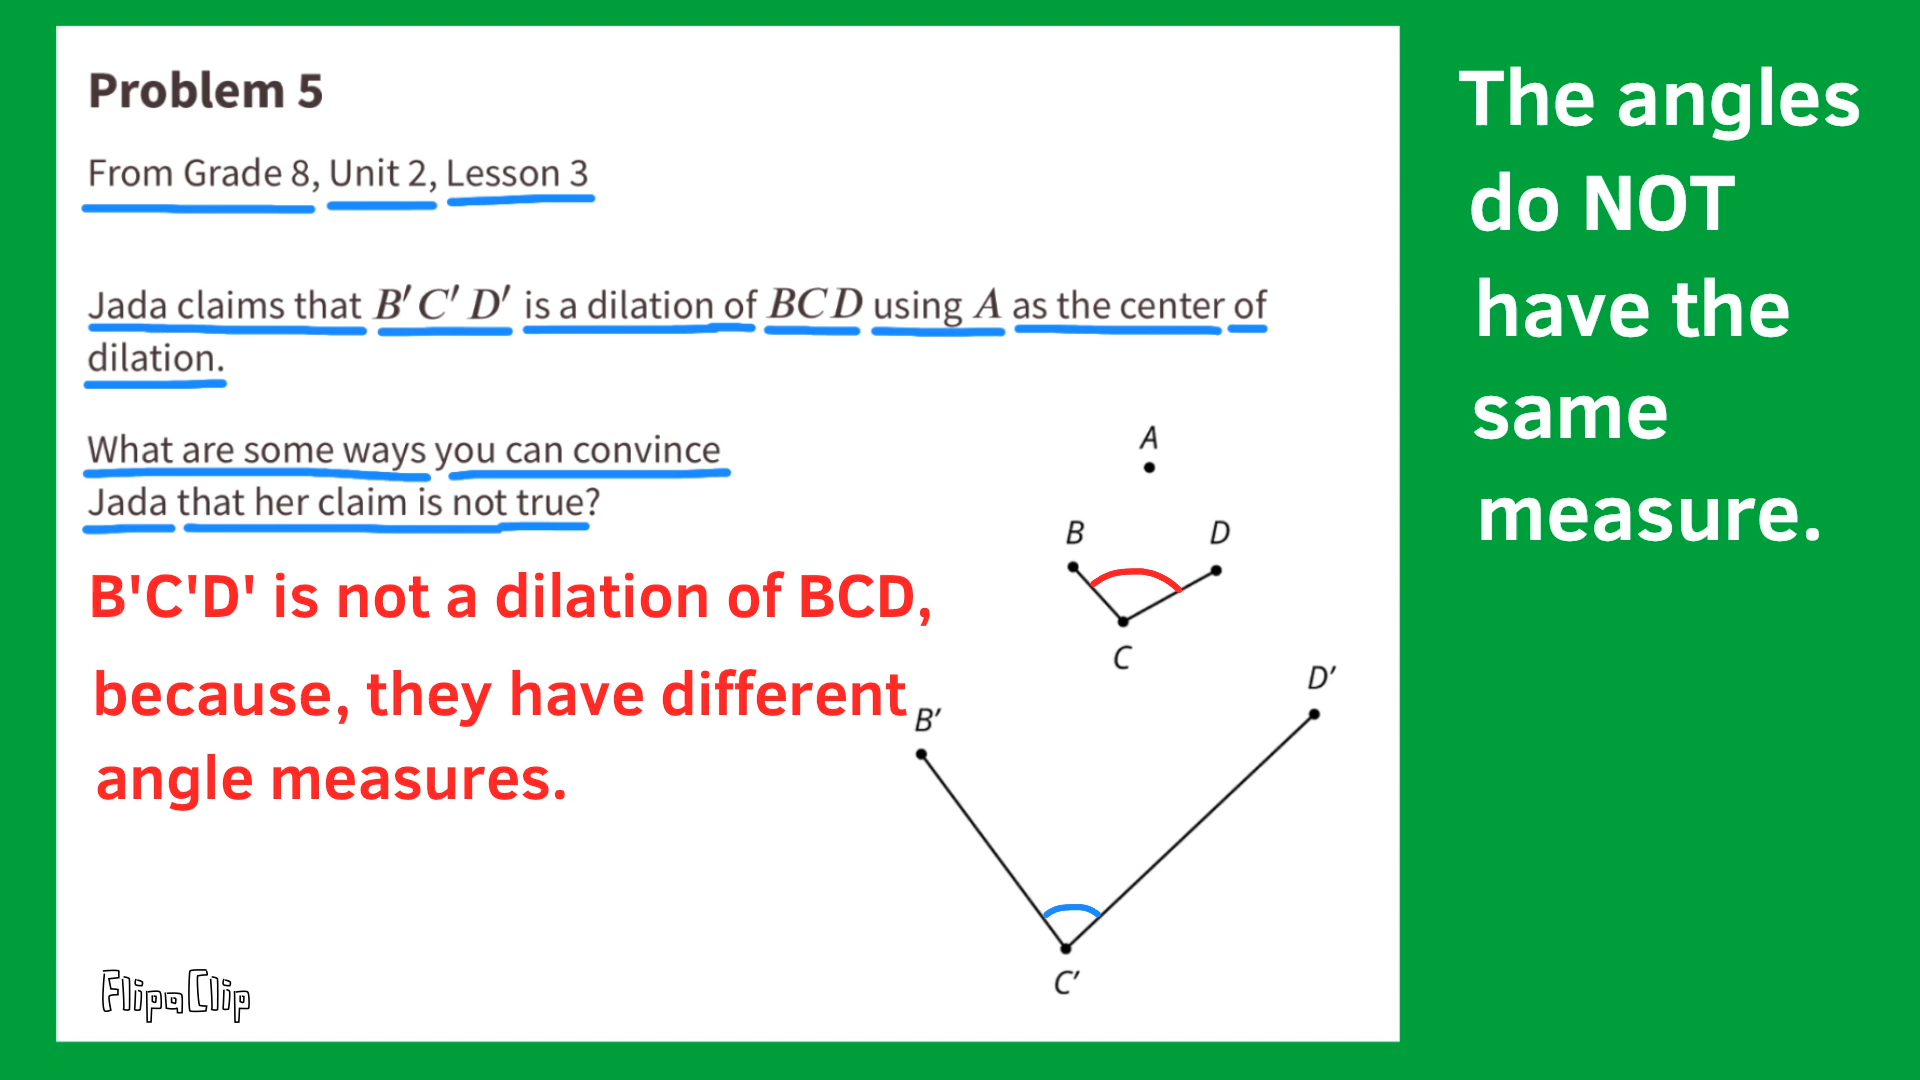 Problem 5
From Grade 8, Unit 2, Lesson 3
Jada claims that B′C′D′ is a dilation of BCD using A as the center of
dilation.
What are some ways you can convince
Jada that her claim is not true?
B'C'D' is not a dilation of BCD,
because, they have different
angle measures.
A
B
D
C
D′
B′
C′
FlipaClip
The angles
do NOT
have the
same
measure.